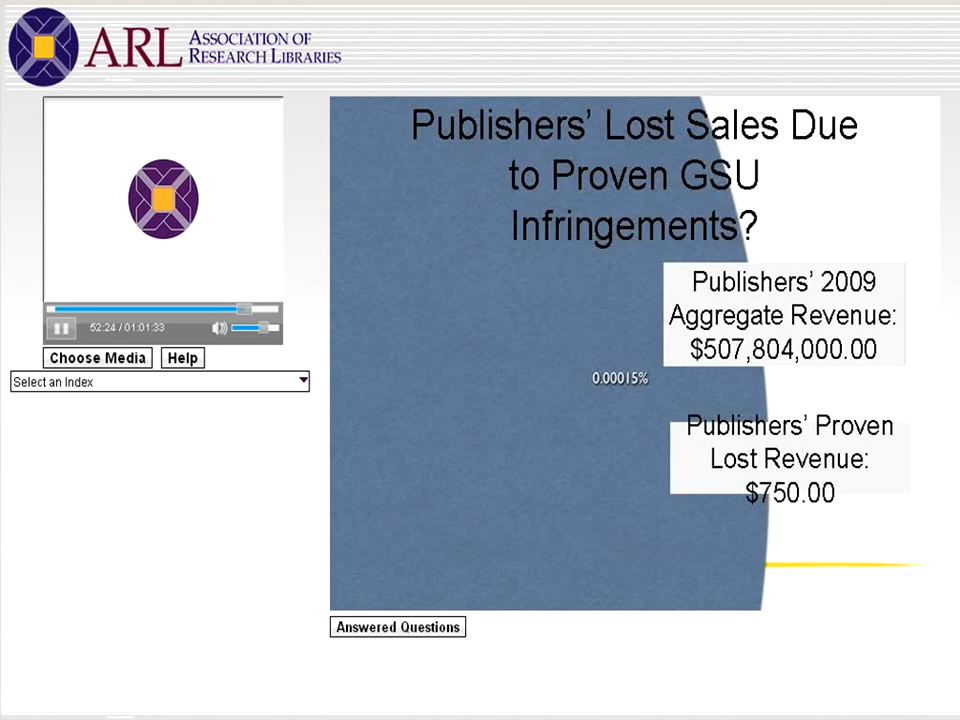 ARL ASSOCIATION OF
RESEARCH LIBRARIES
52:24 / 01:01:33
Choose Media Help
Select an Index
Publishers’ Lost Sales Due
to Proven GSU
Infringements?
Publishers’ 2009
Aggregate Revenue:
$507,804,000.00
0.00015%
Publishers’ Proven
Lost Revenue:
$750.00
Answered Questions